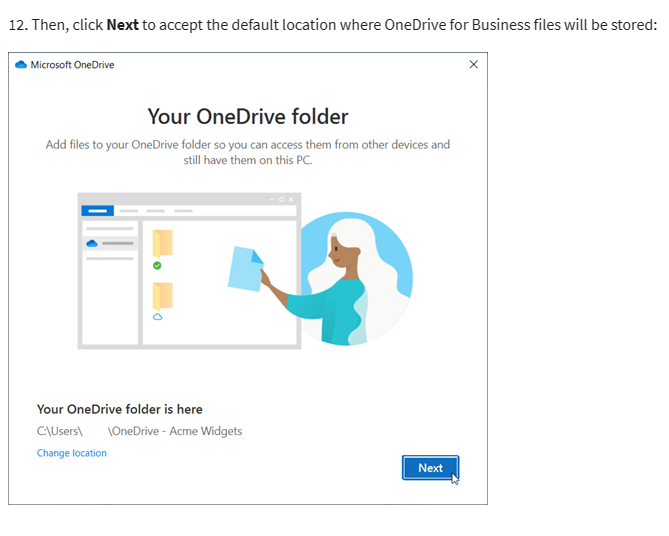 12. Then, click Next to accept the default location where OneDrive for Business files will be stored:
Microsoft OneDrive
Your OneDrive folder
Add files to your OneDrive folder so you can access them from other devices and
still have them on this PC.
Your OneDrive folder is here
C:\Users\ \OneDrive - Acme Widgets
Change location
Next